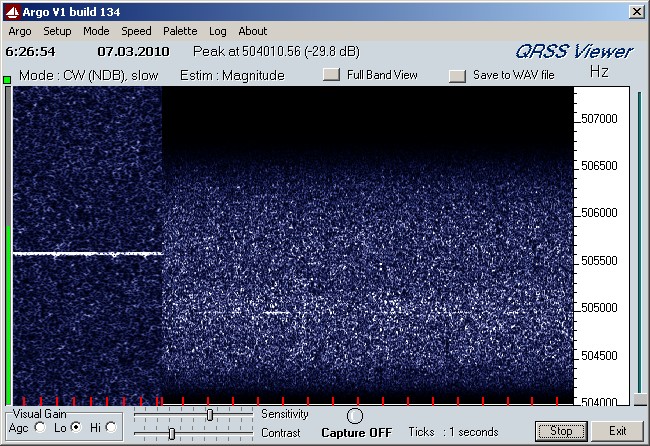 Argo V1 build 134
Argo Setup Mode Speed Palette Log About
6:26:54 07.03.2010 Peak at 504010.56 (-29.8 dB) QRSS Viewer
Mode : CW (NDB), slow Estim : Magnitude Full Band View Save to WAV file Hz
507000
506500
506000
505500
505000
504500
504000
Visual Gain Sensitivity
Agc Lo Hi Contrast Capture OFF Ticks : 1 seconds Stop Exit